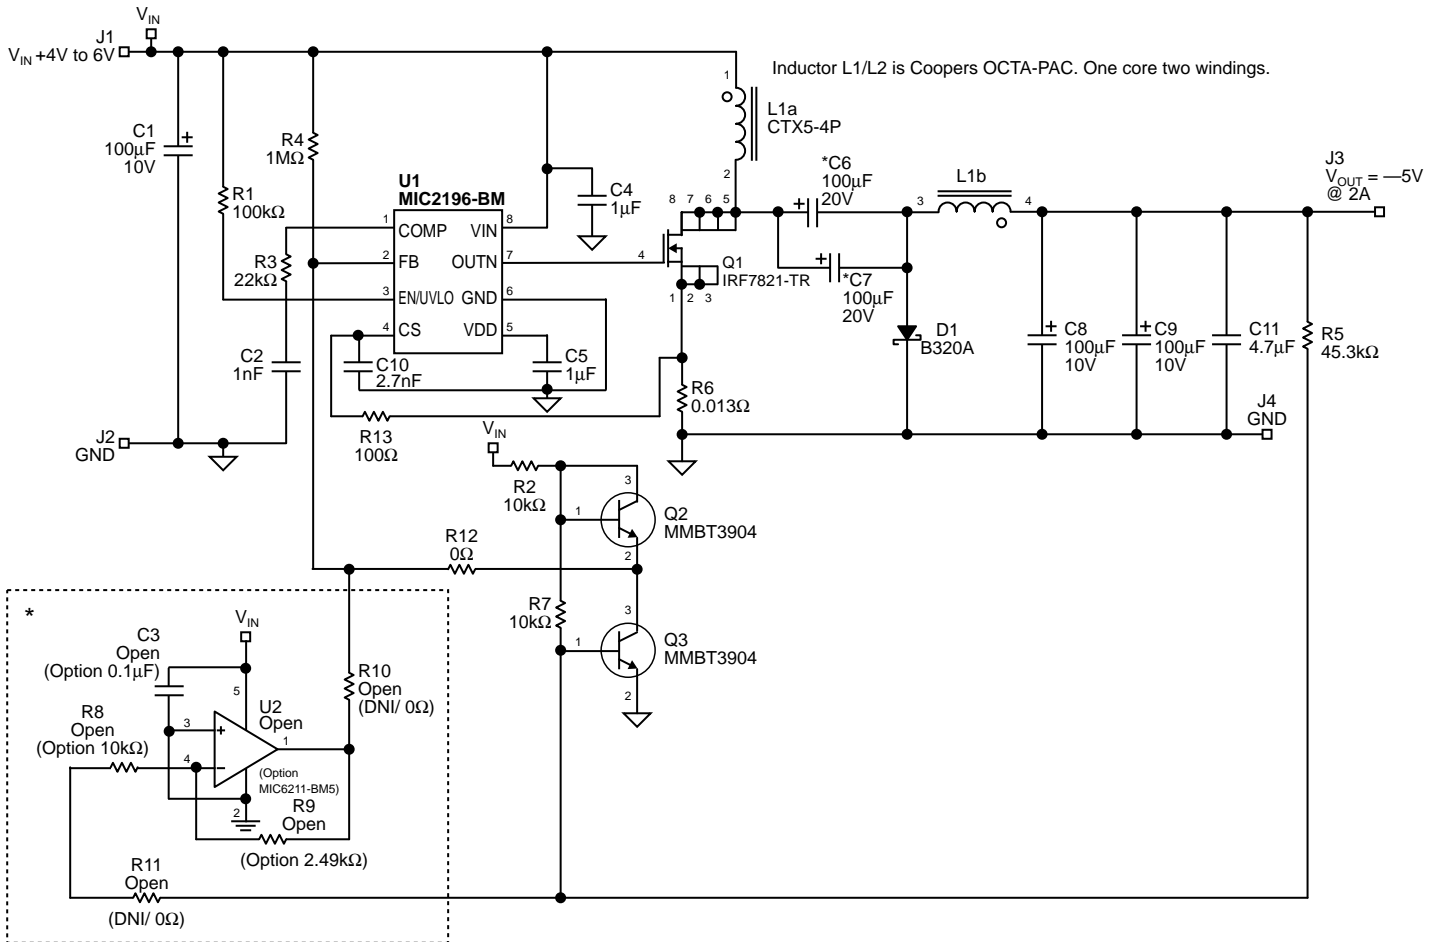 V_IN
J1
V_IN +4V to 6V
Inductor L1/L2 is Coopers OCTA-PAC. One core two windings.
1
L1a
CTX5-4P
2
C1
100µF
10V
R4
1MΩ
R1
100kΩ
U1
MIC2196-BM
C4
1µF
1
COMP
VIN
8
2
FB
OUTN
7
3
EN/UVLO
GND
6
4
CS
VDD
5
R3
22kΩ
C2
1nF
C10
2.7nF
C5
1µF
R13
100Ω
J2
GND
8 7 6 5
4
Q1
IRF7821-TR
1 2 3
*C6
100µF
20V
*C7
100µF
20V
L1b
3
4
J3
V_OUT = —5V
@ 2A
D1
B320A
C8
100µF
10V
C9
100µF
10V
C11
4.7µF
R5
45.3kΩ
R6
0.013Ω
J4
GND
V_IN
R2
10kΩ
3
1
Q2
MMBT3904
2
R12
0Ω
R7
10kΩ
3
1
Q3
MMBT3904
2
*
V_IN
C3
Open
(Option 0.1µF)
5
R10
Open
(DNI/ 0Ω)
R8
Open
(Option 10kΩ)
U2
Open
3
+
1
4
−
(Option
MIC6211-BM5)
2
R9
Open
(Option 2.49kΩ)
R11
Open
(DNI/ 0Ω)